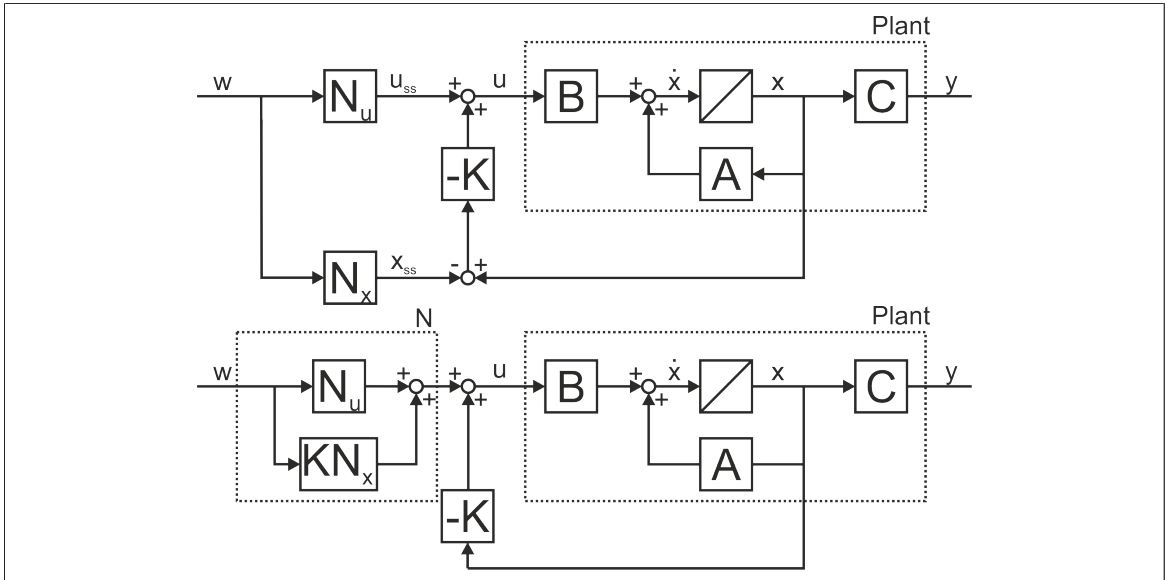 Plant
w N_u u_ss + + u B + + ẋ x C y
-K A
N_x x_ss - +
N Plant
w N_u + + + + u B + + ẋ x C y
KN_x A
-K